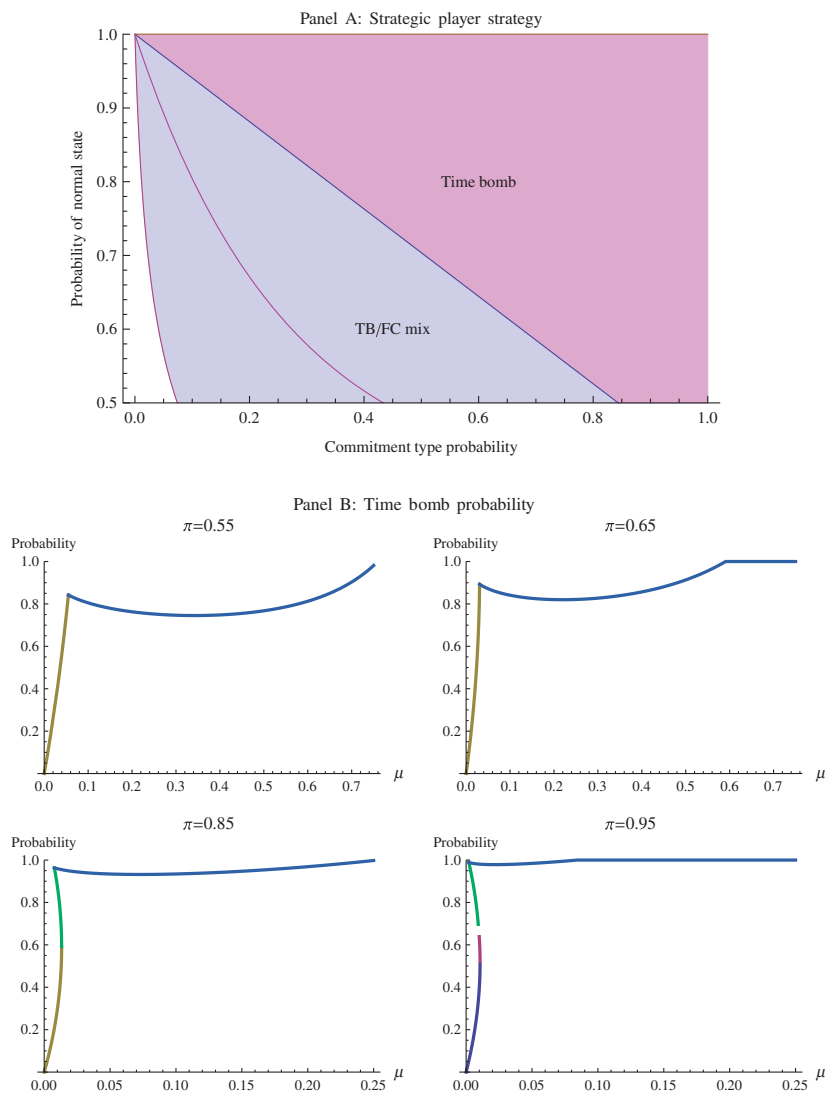 Panel A: Strategic player strategy
Probability of normal state
1.0
0.9
0.8
0.7
0.6
0.5
Time bomb
TB/FC mix
0.0 0.2 0.4 0.6 0.8 1.0
Commitment type probability
Panel B: Time bomb probability
π=0.55
Probability
1.0
0.8
0.6
0.4
0.2
0.0 0.1 0.2 0.3 0.4 0.5 0.6 0.7 μ
π=0.65
Probability
1.0
0.8
0.6
0.4
0.2
0.0 0.1 0.2 0.3 0.4 0.5 0.6 0.7 μ
π=0.85
Probability
1.0
0.8
0.6
0.4
0.2
0.00 0.05 0.10 0.15 0.20 0.25 μ
π=0.95
Probability
1.0
0.8
0.6
0.4
0.2
0.00 0.05 0.10 0.15 0.20 0.25 μ